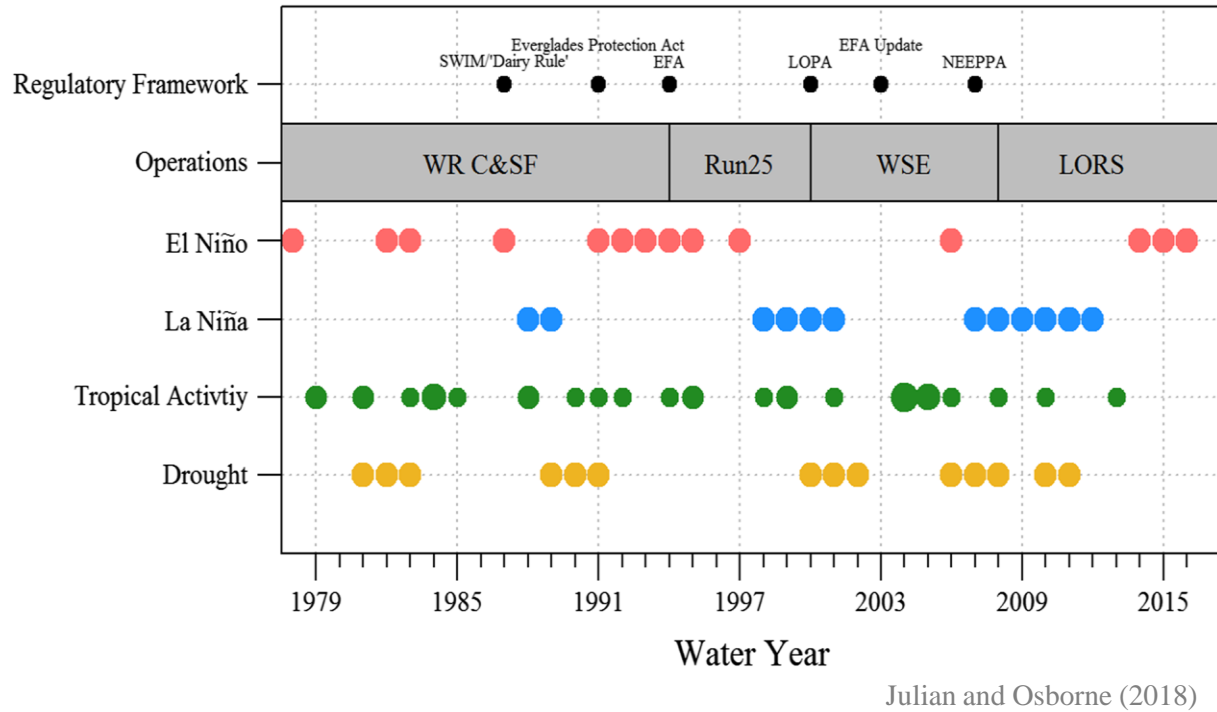 Everglades Protection Act
EFA Update
SWIM/'Dairy Rule'
EFA
LOPA
NEEPPA
Regulatory Framework
Operations
WR C&SF
Run25
WSE
LORS
El Niño
La Niña
Tropical Activtiy
Drought
1979
1985
1991
1997
2003
2009
2015
Water Year
Julian and Osborne (2018)